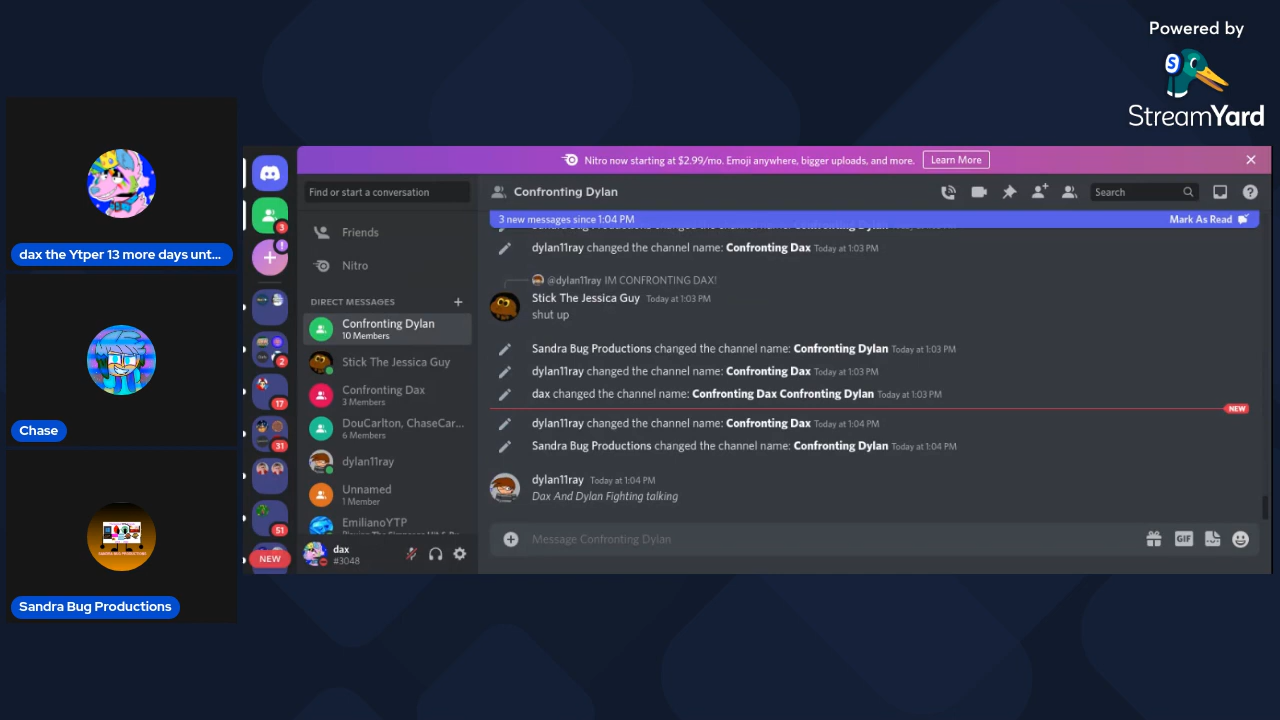 Powered by
S
StreamYard
dax the Ytper 13 more days unt...
Chase
Sandra Bug Productions
Nitro now starting at $2.99/mo. Emoji anywhere, bigger uploads, and more.
Learn More
Find or start a conversation
Friends
Nitro
DIRECT MESSAGES
Confronting Dylan
10 Members
Stick The Jessica Guy
Confronting Dax
3 Members
DouCarlton, ChaseCar...
6 Members
dylan11ray
Unnamed
1 Member
EmilianoYTP
dax
#3048
3
!
2
17
31
51
NEW
Confronting Dylan
Search
3 new messages since 1:04 PM
Mark As Read
dylan11ray changed the channel name: Confronting Dax Today at 1:03 PM
@dylan11ray IM CONFRONTING DAX!
Stick The Jessica Guy Today at 1:03 PM
shut up
Sandra Bug Productions changed the channel name: Confronting Dylan Today at 1:03 PM
dylan11ray changed the channel name: Confronting Dax Today at 1:03 PM
dax changed the channel name: Confronting Dax Confronting Dylan Today at 1:03 PM
NEW
dylan11ray changed the channel name: Confronting Dax Today at 1:04 PM
Sandra Bug Productions changed the channel name: Confronting Dylan Today at 1:04 PM
dylan11ray Today at 1:04 PM
Dax And Dylan Fighting talking
Message Confronting Dylan
GIF